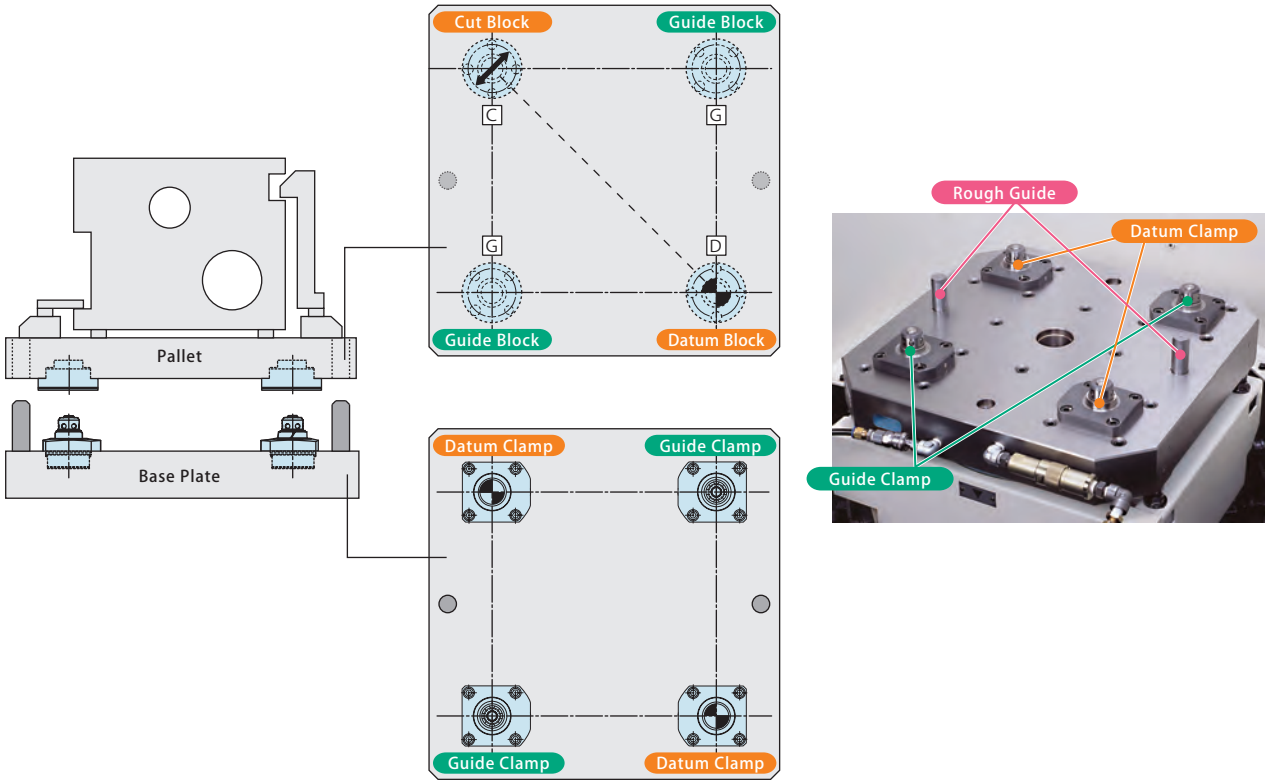 Cut Block
Guide Block
C
G
G
D
Guide Block
Datum Block
Pallet
Base Plate
Datum Clamp
Guide Clamp
Guide Clamp
Datum Clamp
Rough Guide
Datum Clamp
Guide Clamp